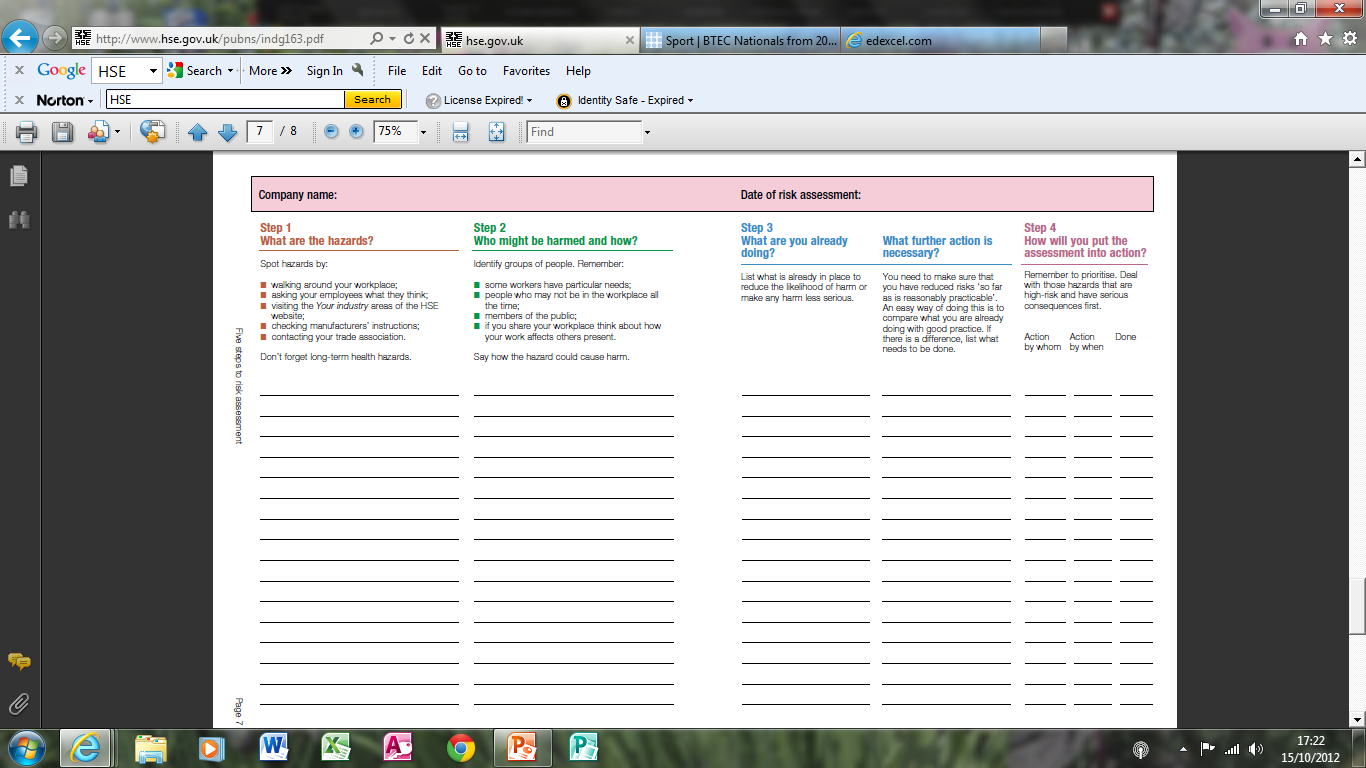 http://www.hse.gov.uk/pubns/indg163.pdf
hse.gov.uk
Sport | BTEC Nationals from 20...
edexcel.com
x Google HSE Search More » Sign In File Edit Go to Favorites Help
x Norton HSE Search License Expired! Identity Safe - Expired
7 / 8 75% Find
Company name: Date of risk assessment:
Step 1
What are the hazards?
Spot hazards by:
walking around your workplace;
asking your employees what they think;
visiting the Your industry areas of the HSE
website;
checking manufacturers' instructions;
contacting your trade association.
Don't forget long-term health hazards.
Step 2
Who might be harmed and how?
Identify groups of people. Remember:
some workers have particular needs;
people who may not be in the workplace all
the time;
members of the public;
if you share your workplace think about how
your work affects others present.
Say how the hazard could cause harm.
Step 3
What are you already
doing?
List what is already in place to
reduce the likelihood of harm or
make any harm less serious.
What further action is
necessary?
You need to make sure that
you have reduced risks 'so far
as is reasonably practicable'.
An easy way of doing this is to
compare what you are already
doing with good practice. If
there is a difference, list what
needs to be done.
Step 4
How will you put the
assessment into action?
Remember to prioritise. Deal
with those hazards that are
high-risk and have serious
consequences first.
Action Action Done
by whom by when
Five steps to risk assessment
Page 7
17:22
15/10/2012